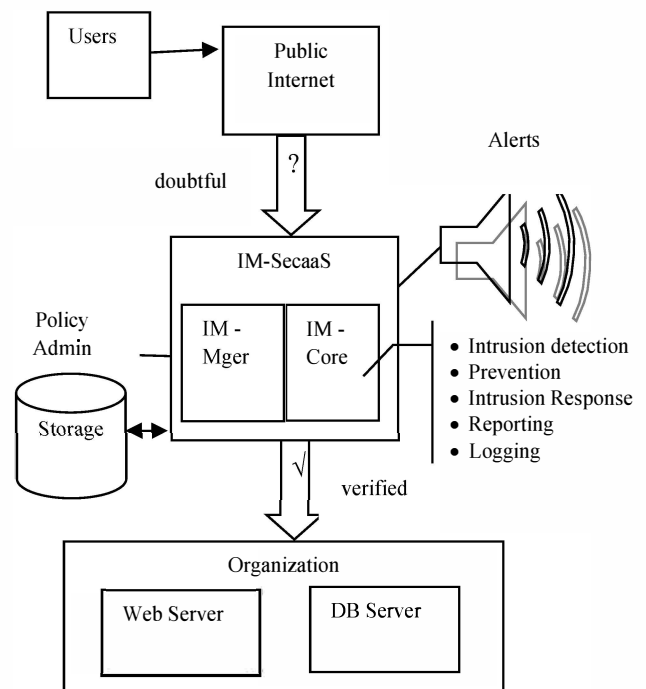 Users
Public
Internet
Alerts
?
doubtful
IM-SecaaS
Policy
Admin
IM -
Mger
IM -
Core
• Intrusion detection
• Prevention
• Intrusion Response
• Reporting
• Logging
Storage
√
verified
Organization
Web Server
DB Server